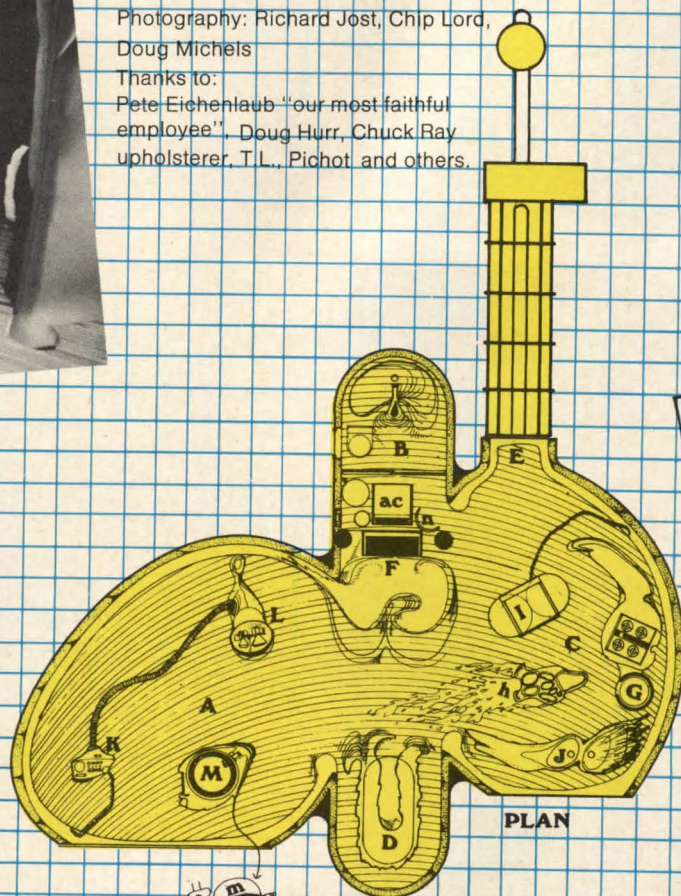 Photography: Richard Jost, Chip Lord,
Doug Michels
Thanks to:
Pete Eichenlaub "our most faithful
employee", Doug Hurr, Chuck Ray
upholsterer, T.L., Pichot and others.
B
E
ac
n
F
I
L
C
h
G
A
K
J
M
D
PLAN
m